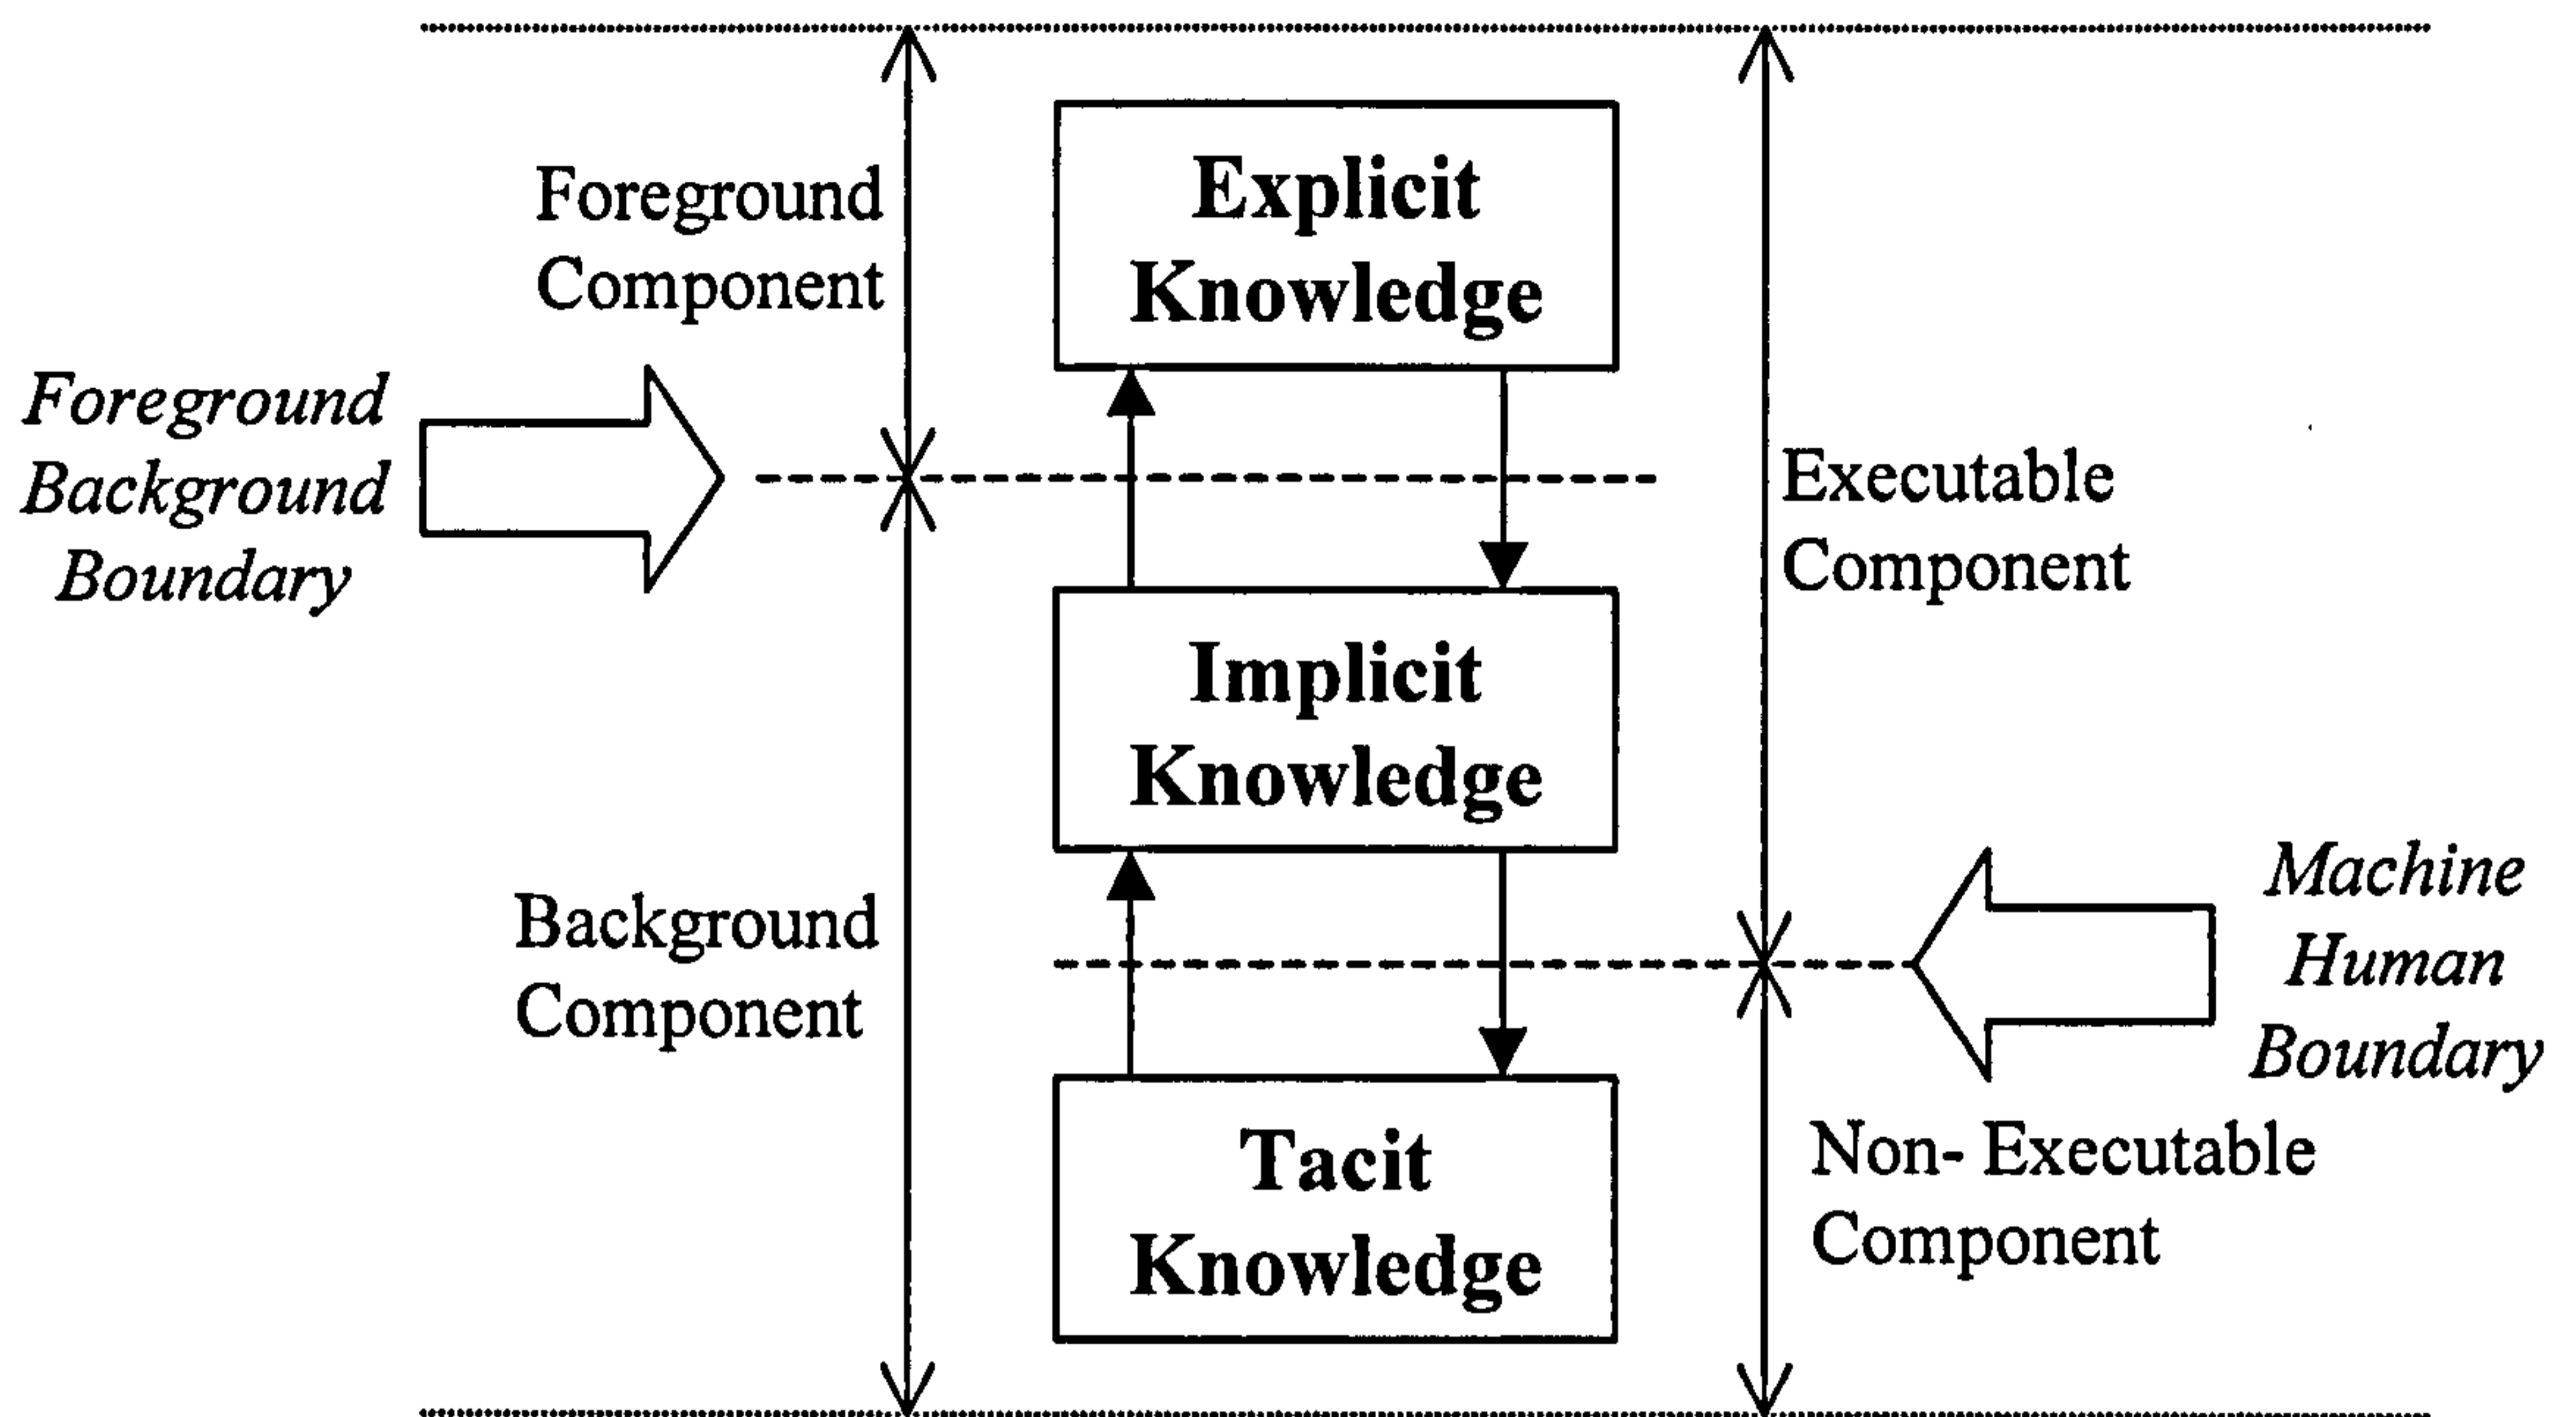 Foreground
Component
Explicit
Knowledge
Foreground
Background
Boundary
Executable
Component
Implicit
Knowledge
Background
Component
Machine
Human
Boundary
Tacit
Knowledge
Non- Executable
Component